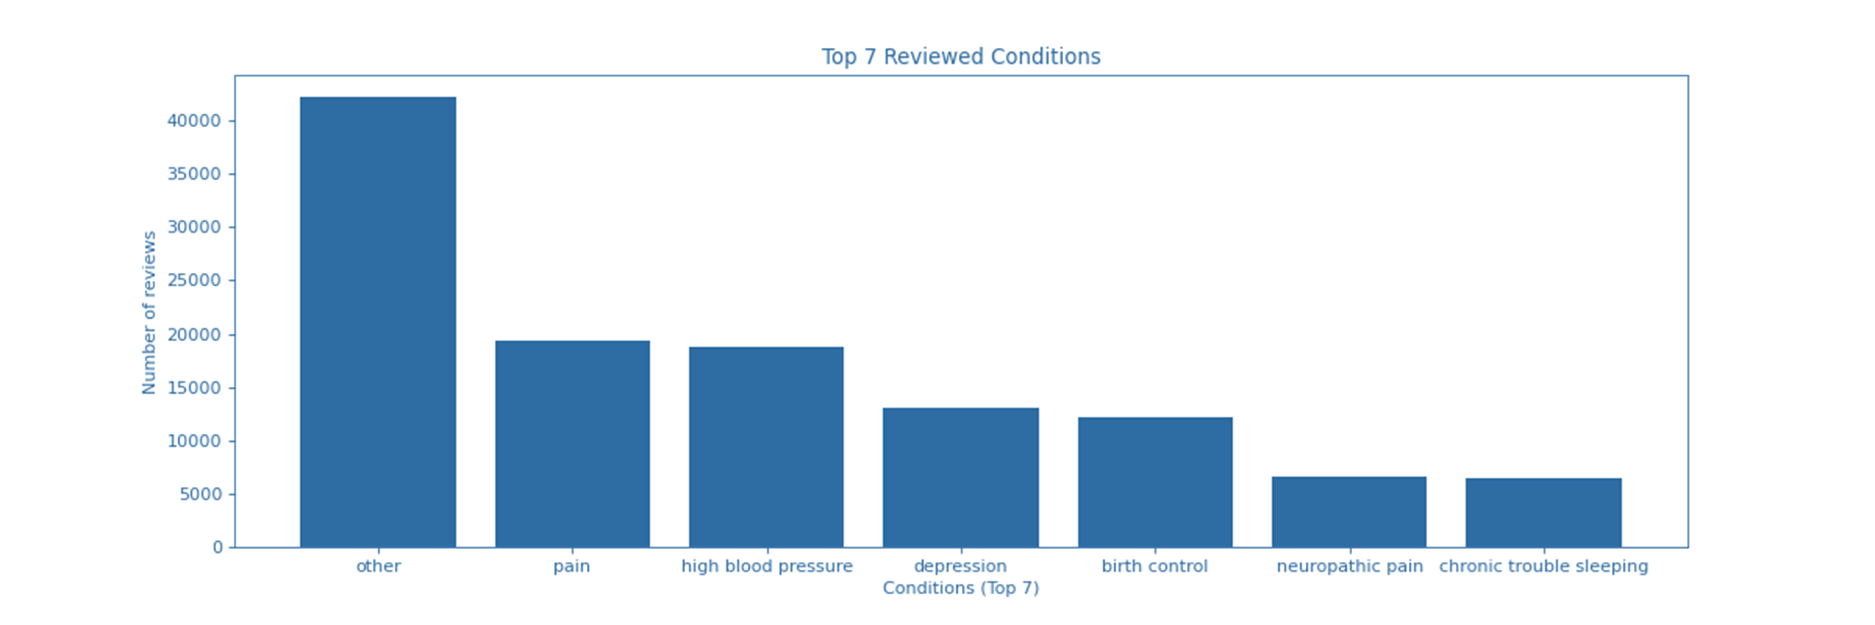 Top 7 Reviewed Conditions
Number of reviews
40000
35000
30000
25000
20000
15000
10000
5000
0
other pain high blood pressure depression birth control neuropathic pain chronic trouble sleeping
Conditions (Top 7)